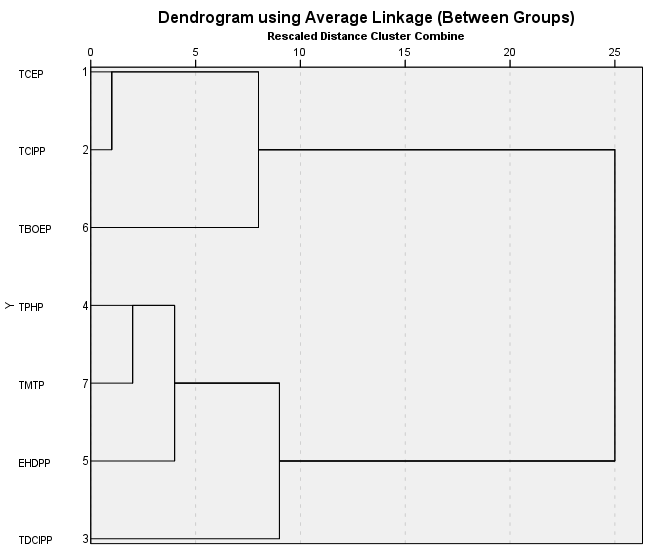 Dendrogram using Average Linkage (Between Groups)
Rescaled Distance Cluster Combine
0 5 10 15 20 25
TCEP 1
TCIPP 2
TBOEP 6
Y
TPHP 4
TMTP 7
EHDPP 5
TDCIPP 3